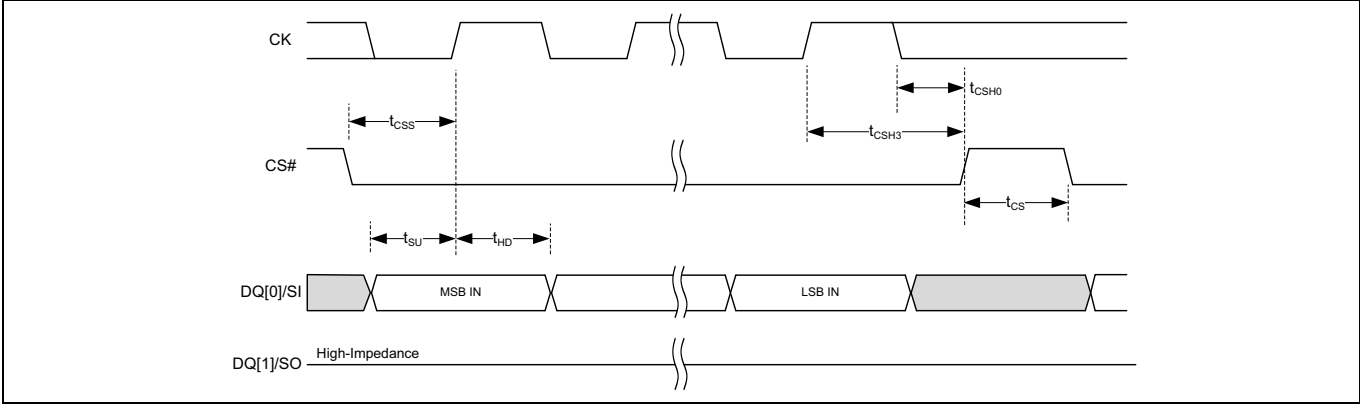 CK
tCSH0
tCSS
tCSH3
CS#
tCS
tSU
tHD
DQ[0]/SI
MSB IN
LSB IN
DQ[1]/SO
High-Impedance